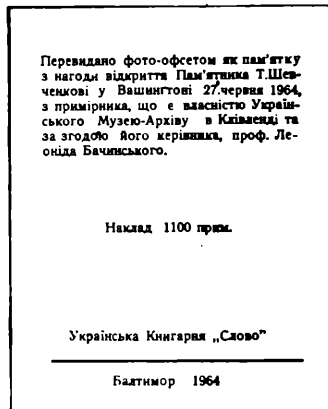 Перевидано фото-офсетом як пам'ятку
з нагоди відкриття Пам'ятника Т.Шев-
ченкові у Вашингтоні 27.червня 1964,
з примірника, що є власністю Україн-
ського Музею-Архіву в Клівленді та
за згодою його керівника, проф. Ле-
оніда Бачинського.
Наклад 1100 прим.
Українська Книгарня „Слово”
Балтимор 1964